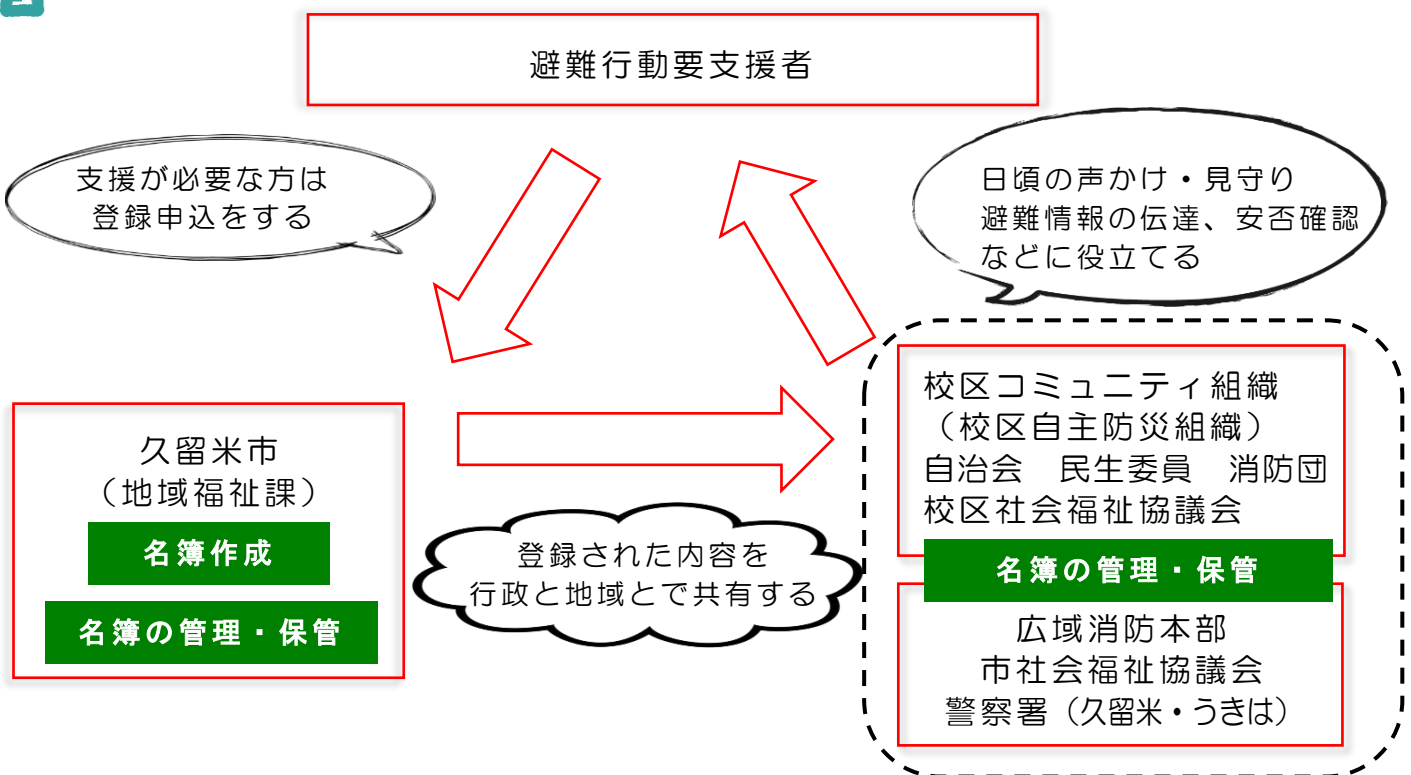 避難行動要支援者
支援が必要な方は
登録申込をする
日頃の声かけ・見守り
避難情報の伝達、安否確認
などに役立てる
久留米市
（地域福祉課）
名簿作成
名簿の管理・保管
登録された内容を
行政と地域とで共有する
校区コミュニティ組織
（校区自主防災組織）
自治会　民生委員　消防団
校区社会福祉協議会
名簿の管理・保管
広域消防本部
市社会福祉協議会
警察署（久留米・うきは）